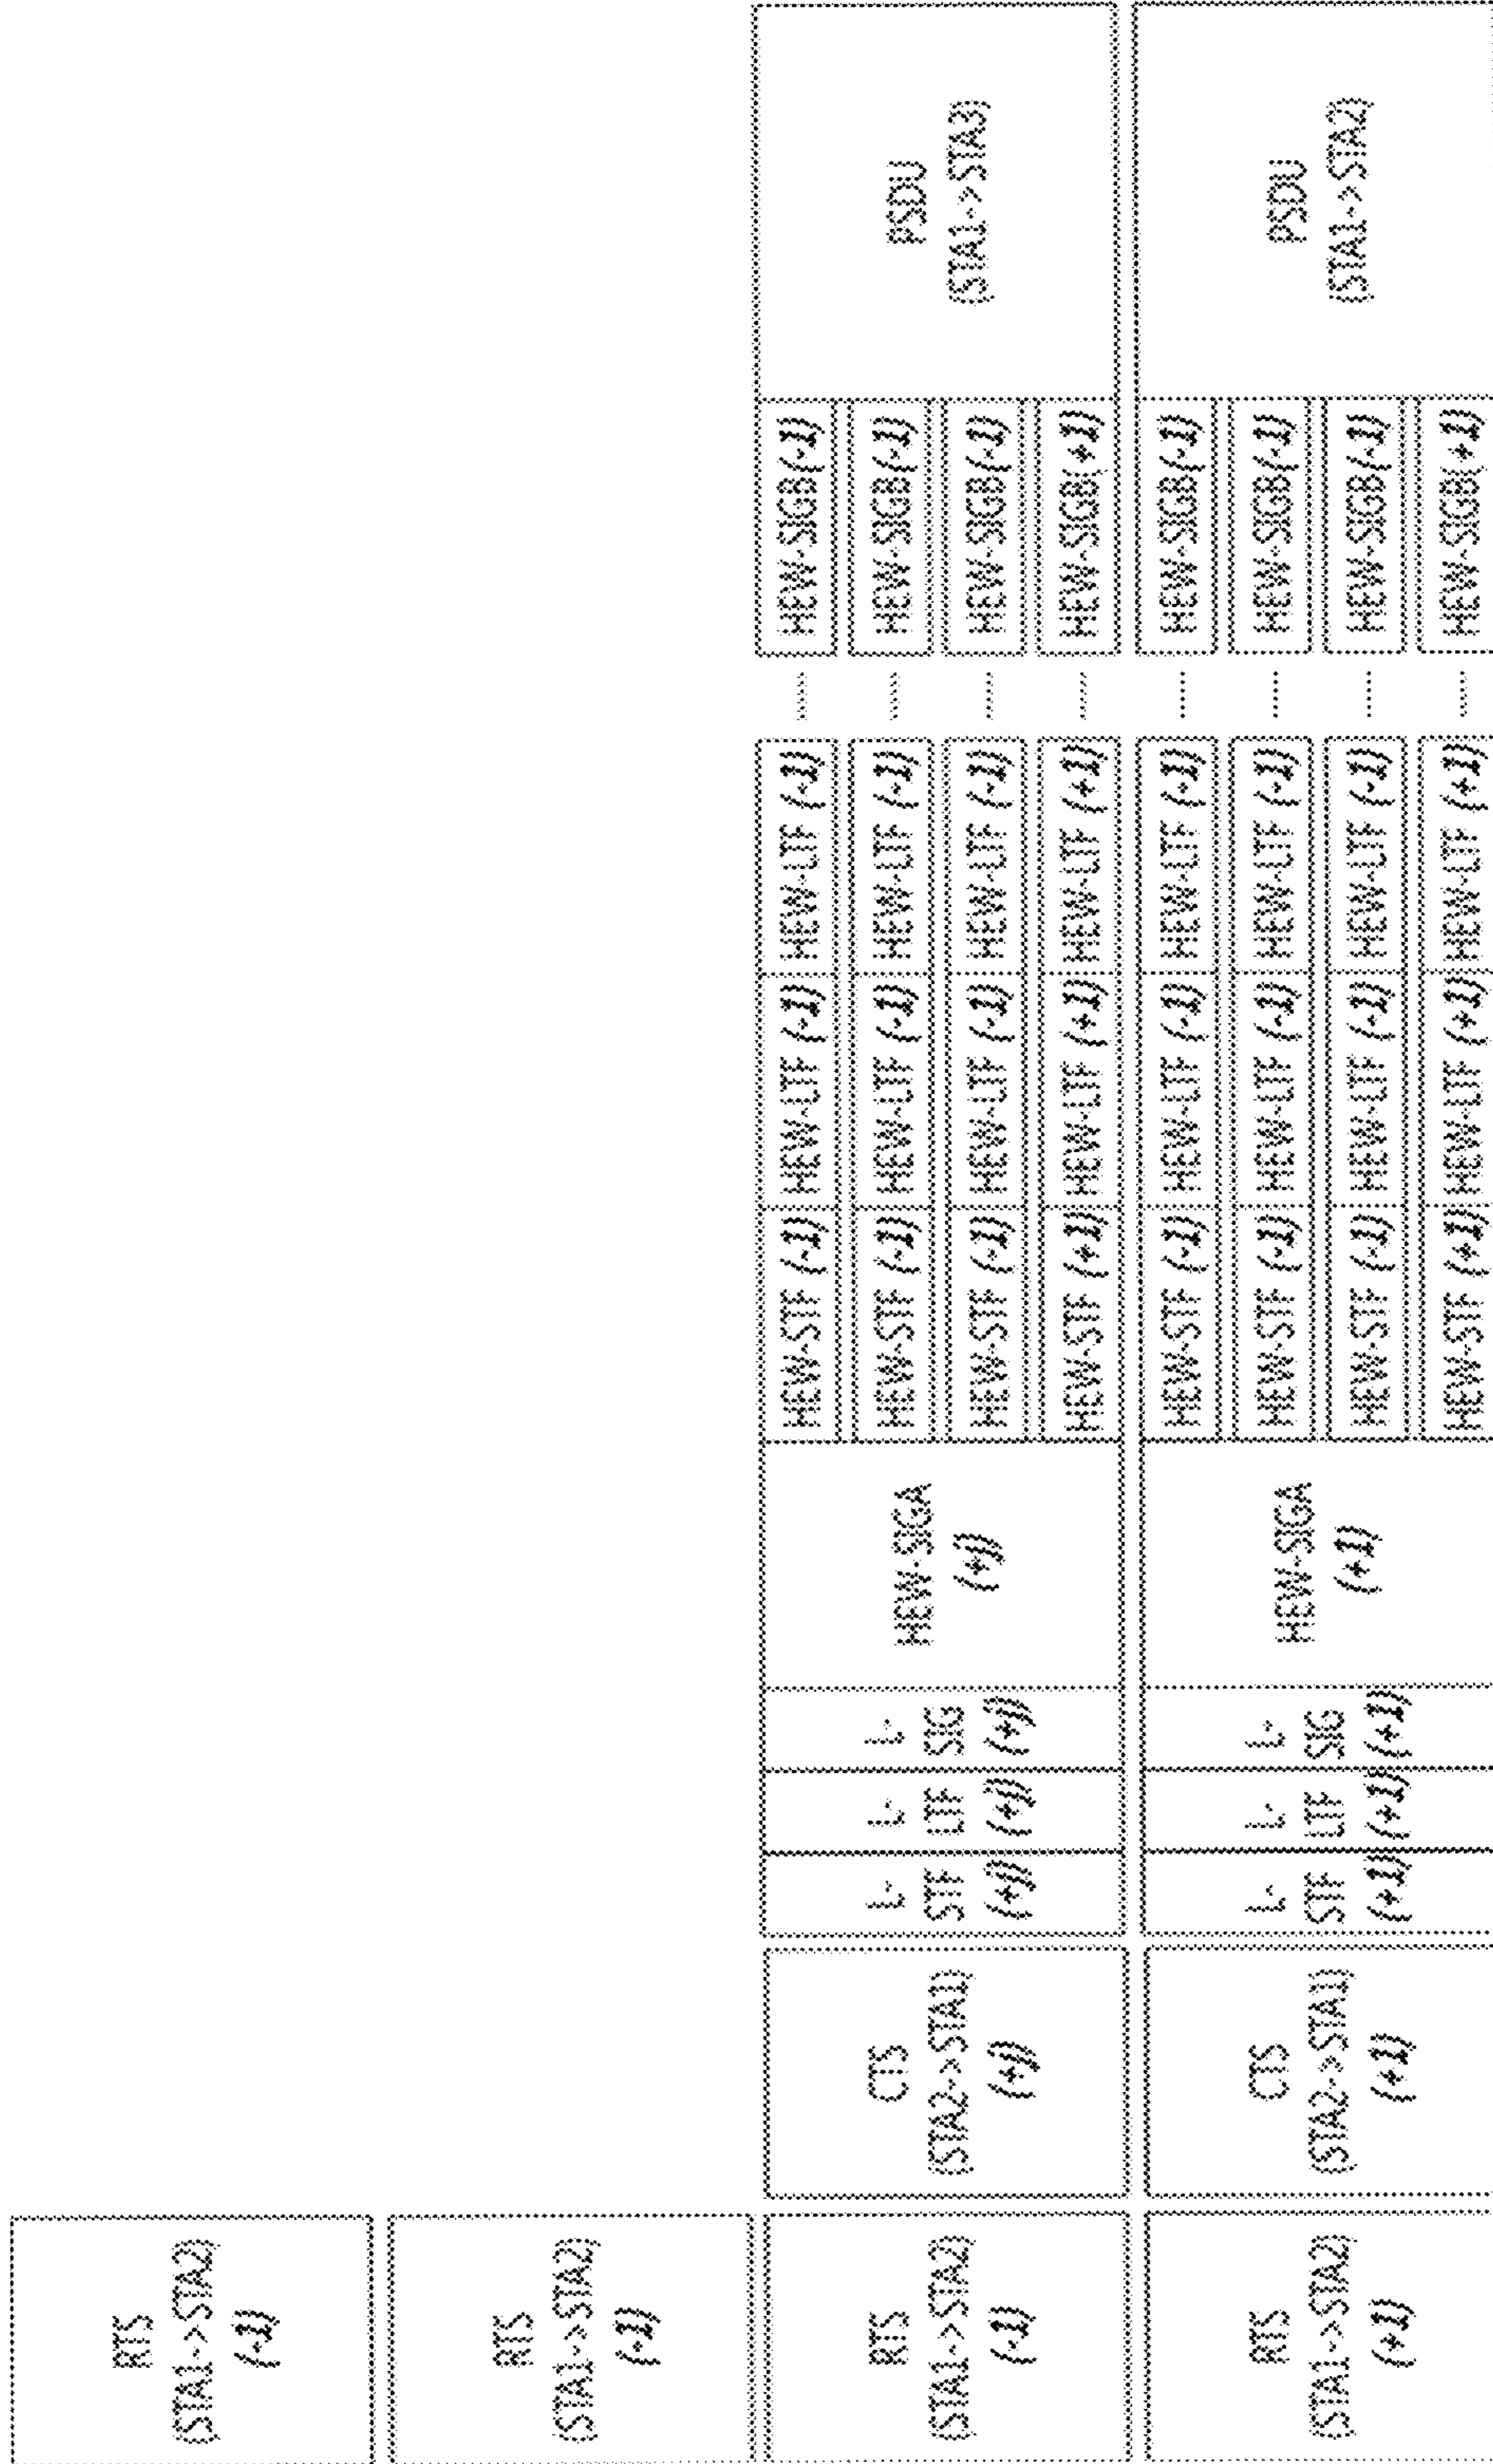 RTS
(STA1->STA2)
(-1)
RTS
(STA1->STA2)
(-1)
RTS
(STA1->STA2)
(-1)
CTS
(STA2->STA1)
(+j)
L-
STF
(+j)
L-
LTF
(+j)
L-
SIG
(+j)
HEW-SIGA
(+j)
HEW-STF (-1) HEW-LTF (-1) HEW-LTF (-1) ...... HEW-SIGB(-1)
HEW-STF (-1) HEW-LTF (-1) HEW-LTF (-1) ...... HEW-SIGB(-1)
HEW-STF (-1) HEW-LTF (-1) HEW-LTF (-1) ...... HEW-SIGB(-1)
HEW-STF (+1) HEW-LTF (+1) HEW-LTF (+1) ...... HEW-SIGB(+1)
PSDU
(STA1->STA3)
RTS
(STA1->STA2)
(+1)
CTS
(STA2->STA1)
(+1)
L-
STF
(+1)
L-
LTF
(+1)
L-
SIG
(+1)
HEW-SIGA
(+1)
HEW-STF (-1) HEW-LTF (-1) HEW-LTF (-1) ...... HEW-SIGB(-1)
HEW-STF (-1) HEW-LTF (-1) HEW-LTF (-1) ...... HEW-SIGB(-1)
HEW-STF (-1) HEW-LTF (-1) HEW-LTF (-1) ...... HEW-SIGB(-1)
HEW-STF (+1) HEW-LTF (+1) HEW-LTF (+1) ...... HEW-SIGB(+1)
PSDU
(STA1->STA2)